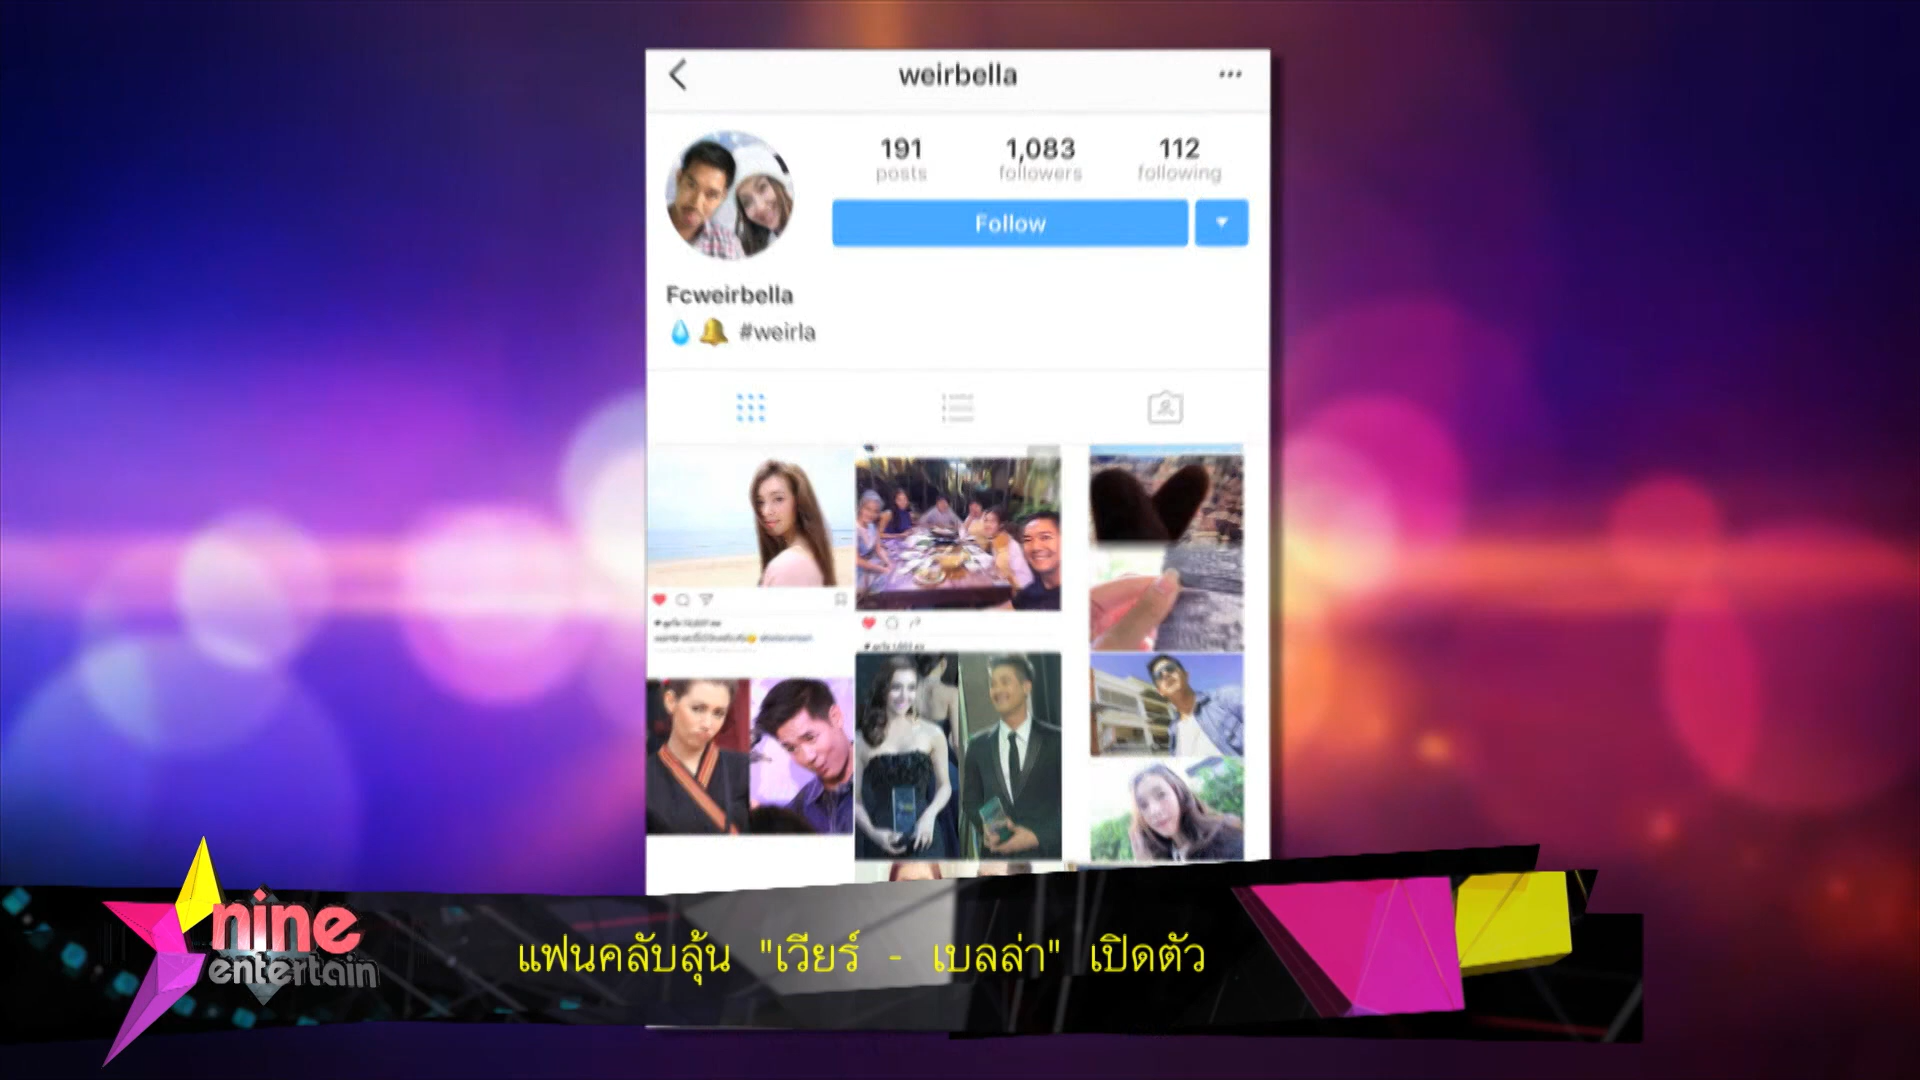 weirbella
191 1,083 112
posts followers following
Follow
Fcweirbella
#weirla
nine
entertain
แฟนคลับลุ้น "เวียร์ - เบลล่า" เปิดตัว